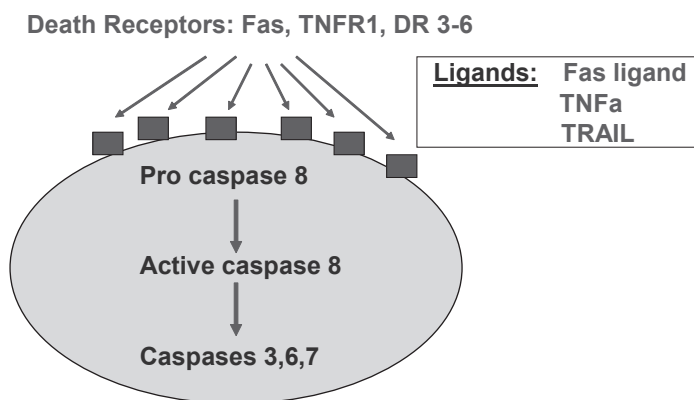 Death Receptors: Fas, TNFR1, DR 3-6
Ligands: Fas ligand
TNFa
TRAIL
Pro caspase 8
Active caspase 8
Caspases 3,6,7